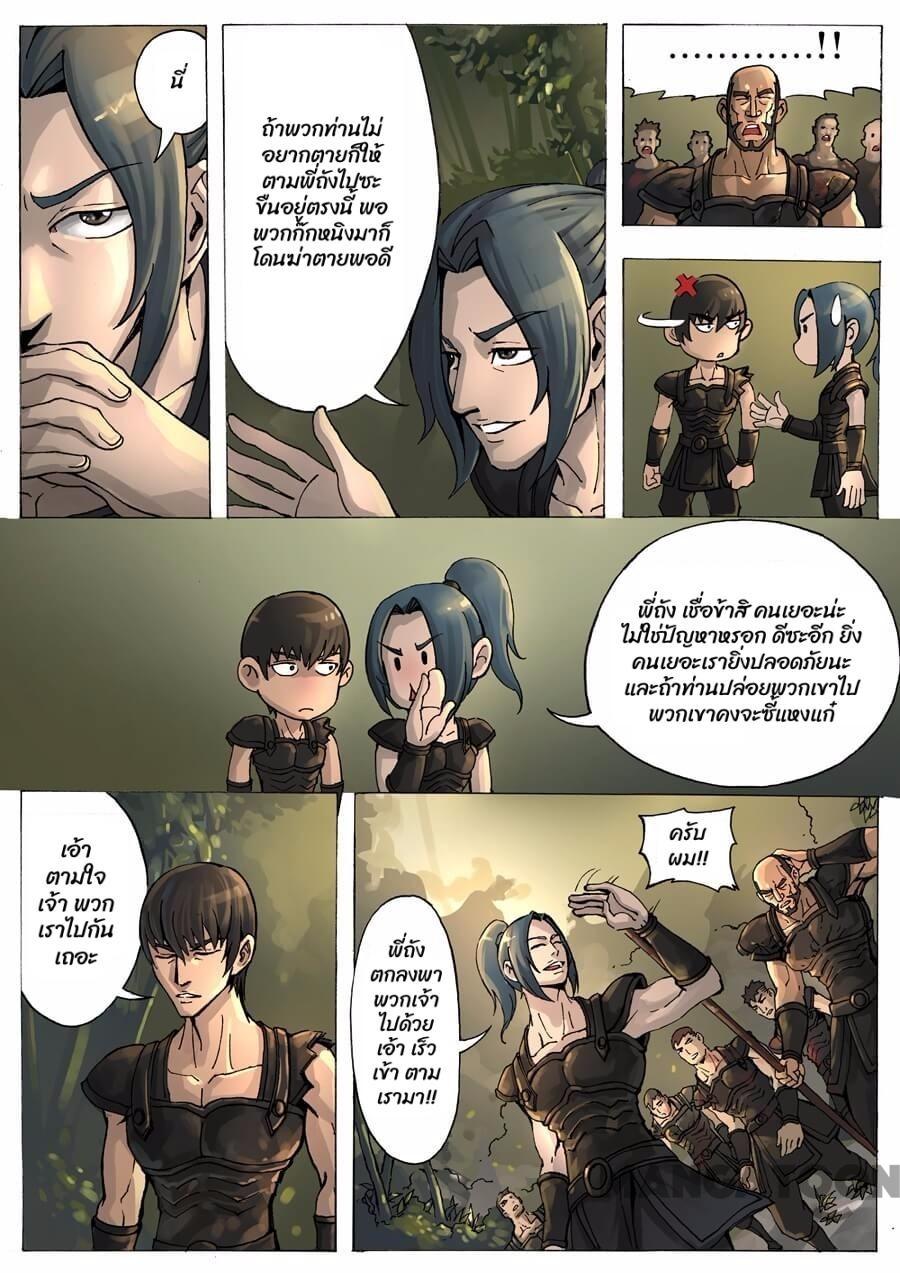 นี่
ถ้าพวกท่านไม่
อยากตายก็ให้
ตามพี่ถังไปซะ
ขืนอยู่ตรงนี้ พอ
พวกก๊กหนิงมาก็
โดนฆ่าตายพอดี
.............!!
พี่ถัง เชื่อข้าสิ คนเยอะน่ะ
ไม่ใช่ปัญหาหรอก ดีซะอีก ยิ่ง
คนเยอะเรายิ่งปลอดภัยนะ
และถ้าท่านปล่อยพวกเขาไป
พวกเขาคงจะซี้แหงแก๋
เอ้า
ตามใจ
เจ้า พวก
เราไปกัน
เถอะ
ครับ
ผม!!
พี่ถัง
ตกลงพา
พวกเจ้า
ไปด้วย
เอ้า เร็ว
เข้า ตาม
เรามา!!
MANGATOON